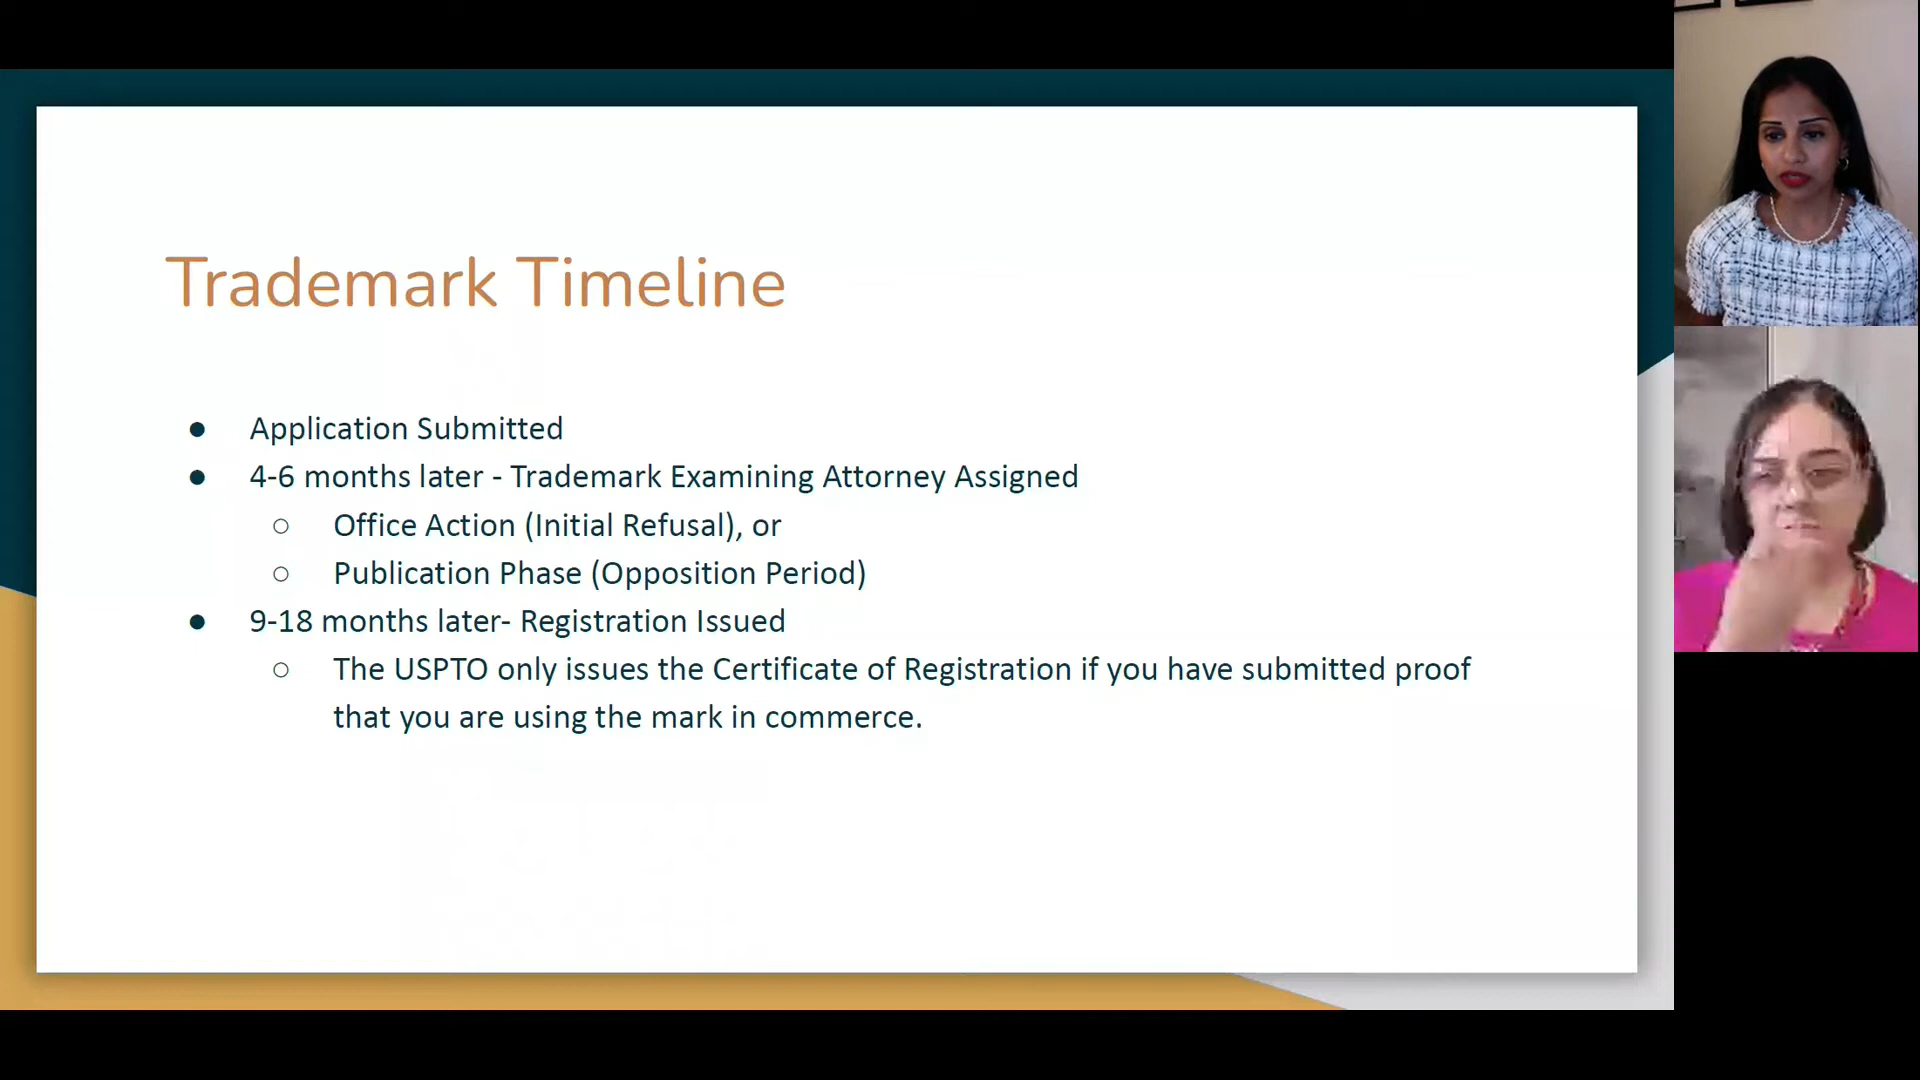 Trademark Timeline
● Application Submitted
● 4-6 months later - Trademark Examining Attorney Assigned
○ Office Action (Initial Refusal), or
○ Publication Phase (Opposition Period)
● 9-18 months later- Registration Issued
○ The USPTO only issues the Certificate of Registration if you have submitted proof
that you are using the mark in commerce.